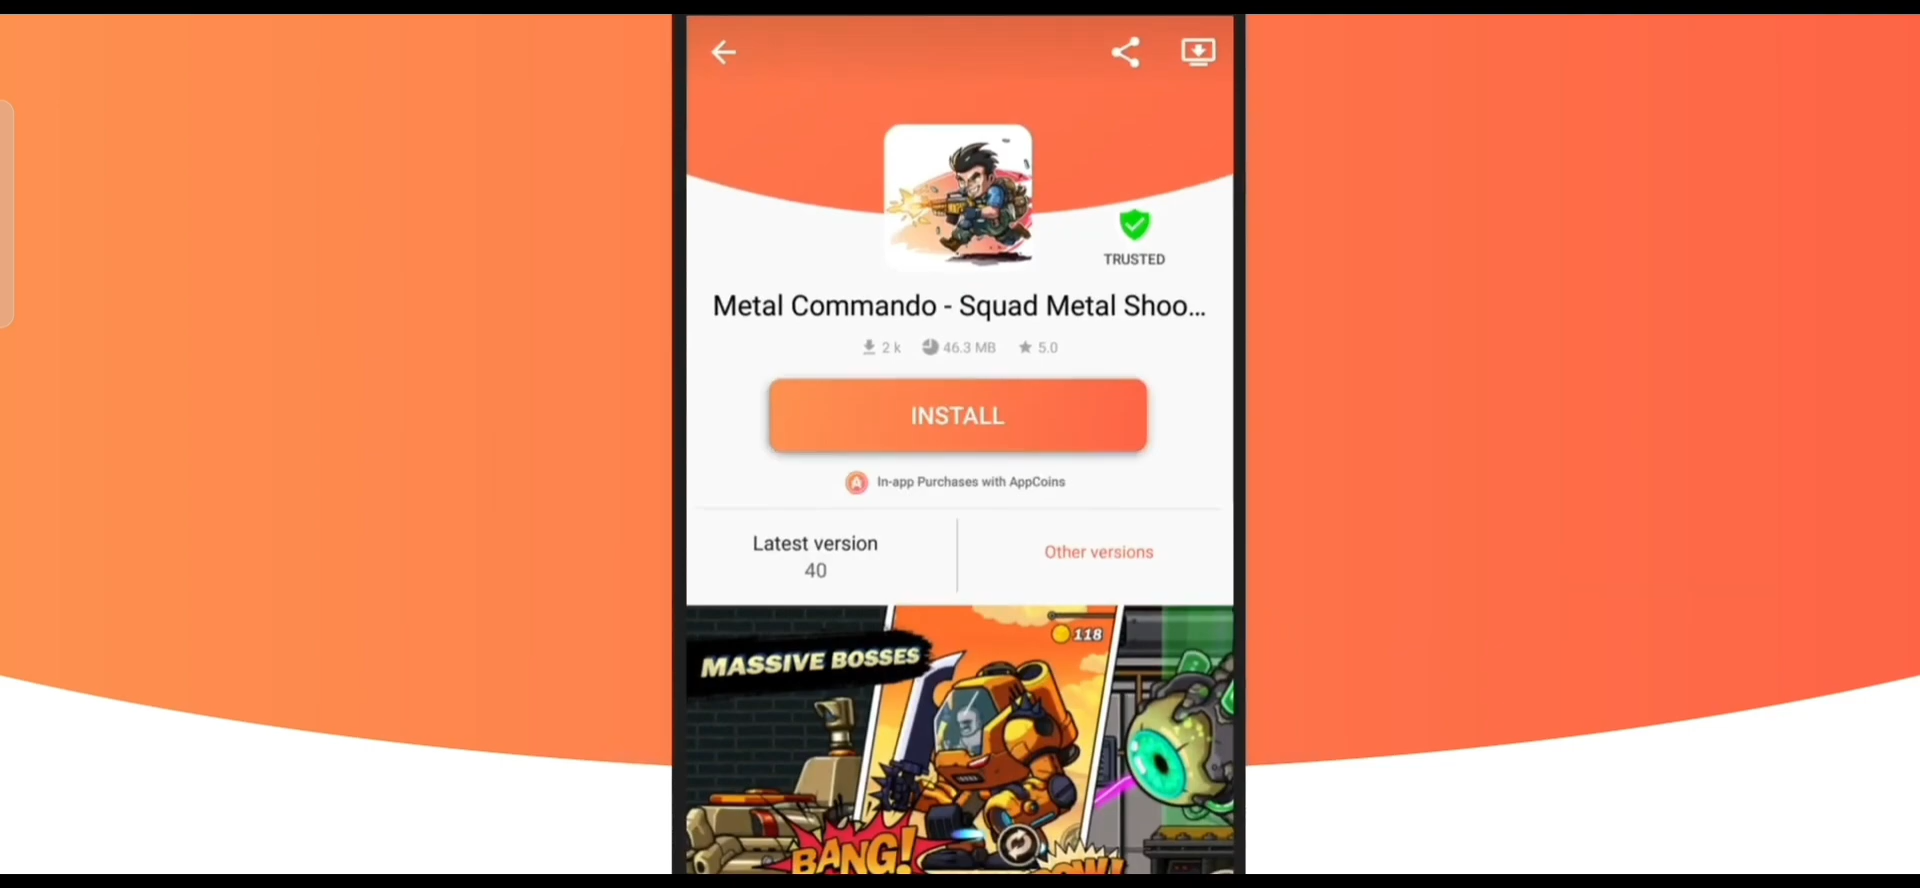 TRUSTED
Metal Commando - Squad Metal Shoo...
2 k 46.3 MB 5.0
INSTALL
In-app Purchases with AppCoins
Latest version
40
Other versions
118
MASSIVE BOSSES
BANG!